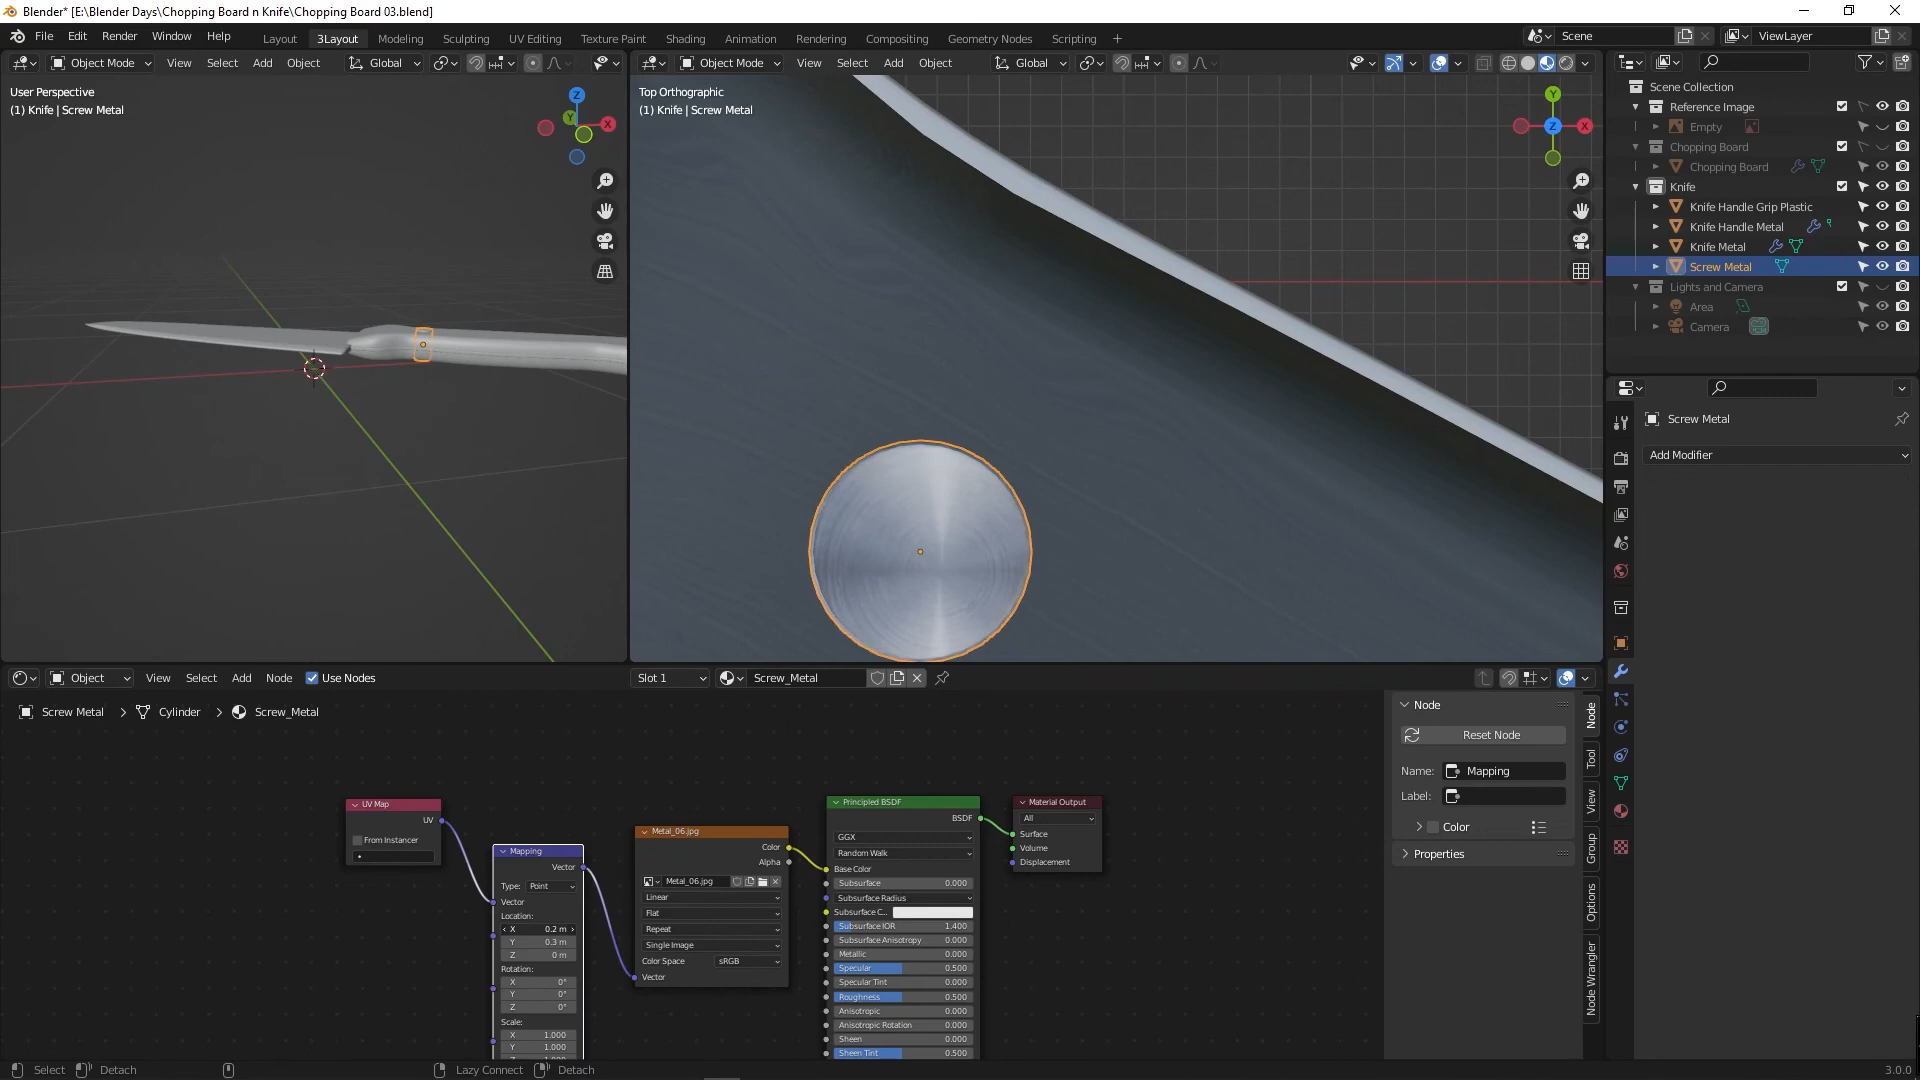 Blender* [E:\Blender Days\Chopping Board n Knife\Chopping Board 03.blend]
File Edit Render Window Help
Layout 3Layout Modeling Sculpting UV Editing Texture Paint Shading Animation Rendering Compositing Geometry Nodes Scripting +
Scene
ViewLayer
Object Mode View Select Add Object Global
Object Mode View Select Add Object Global
User Perspective
(1) Knife | Screw Metal
Z
Y
X
Top Orthographic
(1) Knife | Screw Metal
Y
Z
X
Scene Collection
Reference Image
Empty
Chopping Board
Chopping Board
Knife
Knife Handle Grip Plastic
Knife Handle Metal
Knife Metal
Screw Metal
Lights and Camera
Area
Camera
Screw Metal
Add Modifier
Object View Select Add Node Use Nodes
Slot 1
Screw_Metal
Screw Metal > Cylinder > Screw_Metal
UV Map
UV
From Instancer
Mapping
Vector
Type: Point
Vector
Location:
X 0.2 m
Y 0.3 m
Z 0 m
Rotation:
X 0°
Y 0°
Z 0°
Scale:
X 1.000
Y 1.000
Metal_06.jpg
Color
Alpha
Metal_06.jpg
Linear
Flat
Repeat
Single Image
Color Space sRGB
Vector
Principled BSDF
BSDF
GGX
Random Walk
Base Color
Subsurface 0.000
Subsurface Radius
Subsurface C...
Subsurface IOR 1.400
Subsurface Anisotropy 0.000
Metallic 0.000
Specular 0.500
Specular Tint 0.000
Roughness 0.500
Anisotropic 0.000
Anisotropic Rotation 0.000
Sheen 0.000
Sheen Tint 0.500
Material Output
All
Surface
Volume
Displacement
Node
Reset Node
Name: Mapping
Label:
Color
Properties
Node
Tool
View
Group
Options
Node Wrangler
Select
Detach
Lazy Connect
Detach
3.0.0